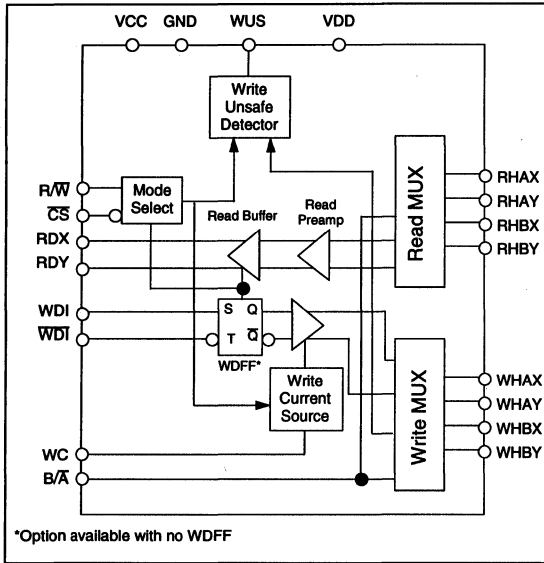 VCC GND WUS VDD
Write
Unsafe
Detector
R/W̅
Mode
Select
C̅S̅
Read Buffer
Read
Preamp
Read MUX
RHAX
RHAY
RHBX
RHBY
RDX
RDY
WDI
W̅D̅I̅
S Q
T Q̅
WDFF*
Write
Current
Source
Write MUX
WHAX
WHAY
WHBX
WHBY
WC
B/A̅
*Option available with no WDFF